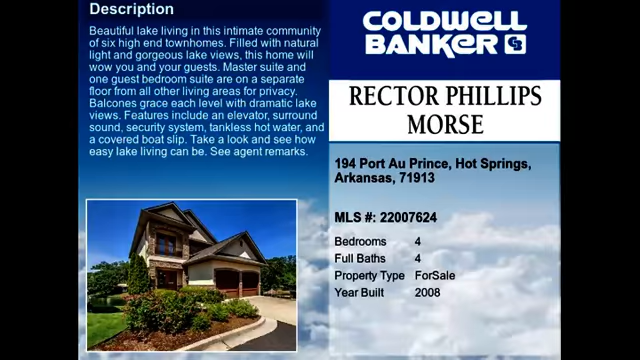 Description
Beautiful lake living in this intimate community
of six high end townhomes. Filled with natural
light and gorgeous lake views, this home will
wow you and your guests. Master suite and
one guest bedroom suite are on a separate
floor from all other living areas for privacy.
Balcones grace each level with dramatic lake
views. Features include an elevator, surround
sound, security system, tankless hot water, and
a covered boat slip. Take a look and see how
easy lake living can be. See agent remarks.
COLDWELL
BANKER CB
RECTOR PHILLIPS
MORSE
194 Port Au Prince, Hot Springs,
Arkansas, 71913
MLS #: 22007624
Bedrooms 4
Full Baths 4
Property Type ForSale
Year Built 2008